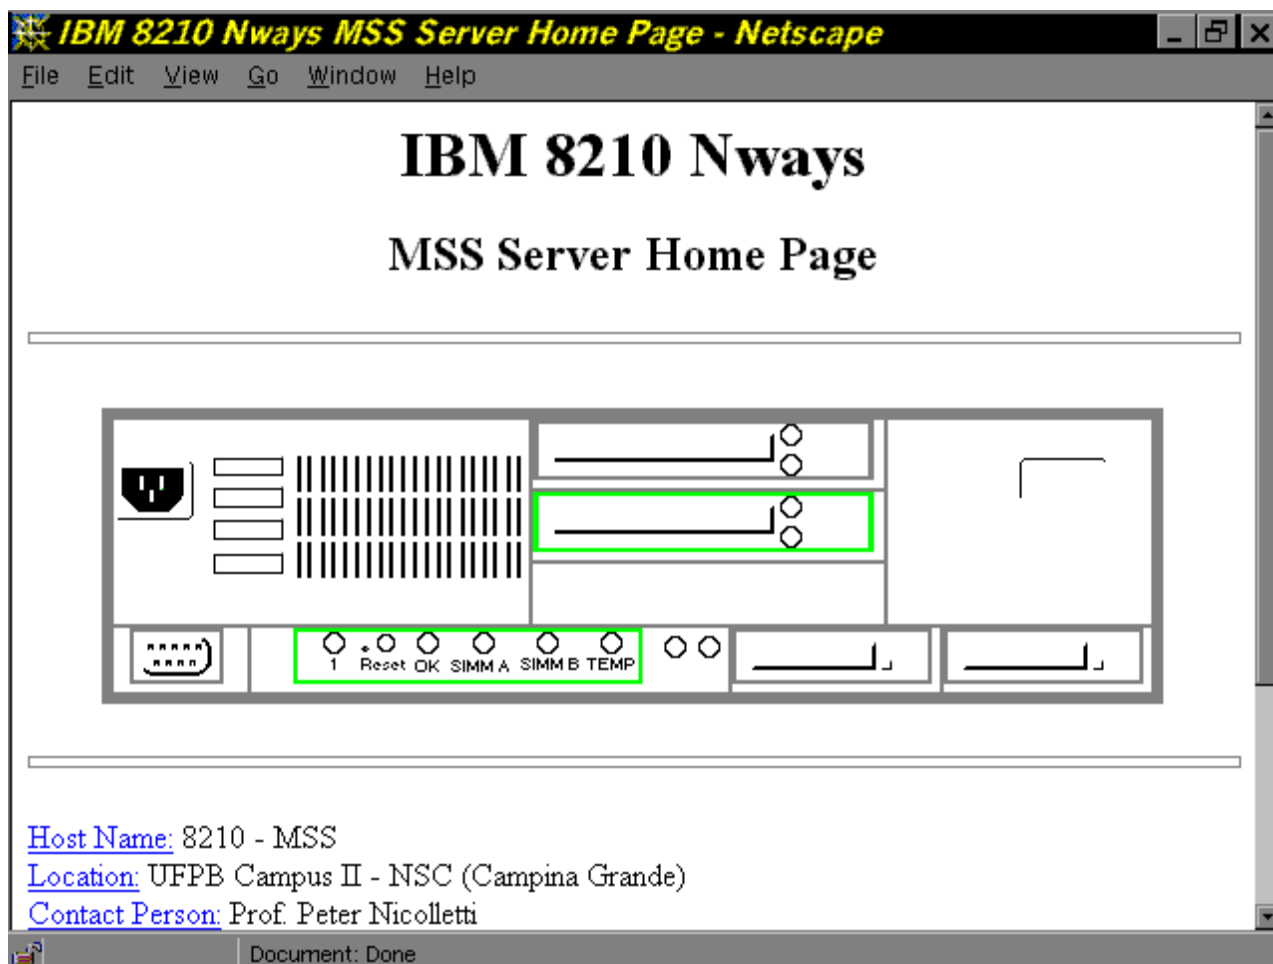 IBM 8210 Nways MSS Server Home Page - Netscape
File Edit View Go Window Help
IBM 8210 Nways
MSS Server Home Page
1 Reset OK SIMM A SIMM B TEMP
Host Name: 8210 - MSS
Location: UFPB Campus II - NSC (Campina Grande)
Contact Person: Prof. Peter Nicolletti
Document: Done